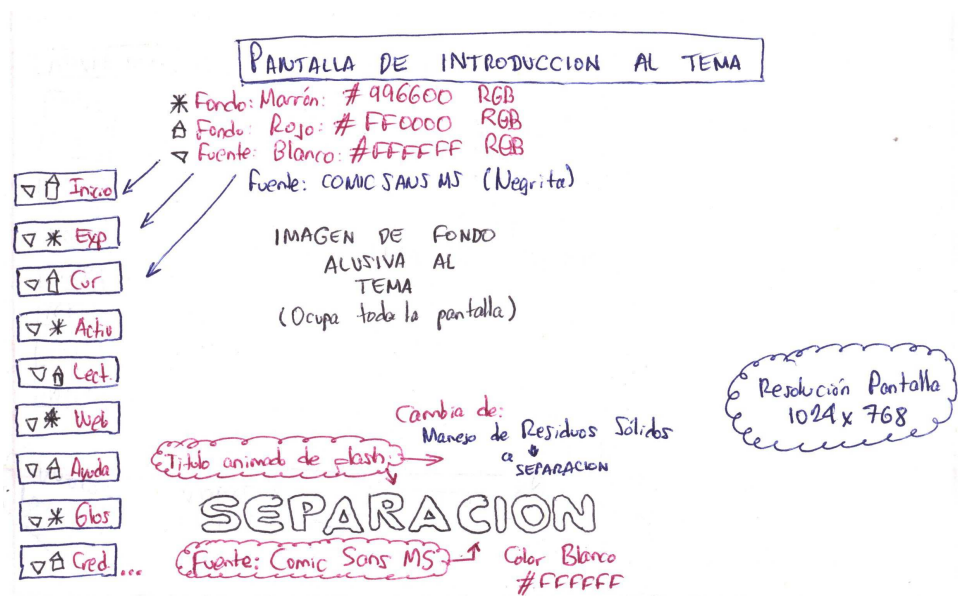 PANTALLA DE INTRODUCCION AL TEMA
* Fondo: Marrón: # 996600 RGB
Fondo: Rojo: # FF0000 RGB
Fuente: Blanco: #FFFFFF RGB
Fuente: COMIC SANS MS (Negrita)
Inicio
* Exp
Cur
* Activ
Lect.
* Web
Ayuda
* Glos
Cred...
IMAGEN DE FONDO
ALUSIVA AL
TEMA
(Ocupa toda la pantalla)
Resolución Pantalla
1024 x 768
Cambia de:
Manejo de Residuos Sólidos
a
SEPARACION
Titulo animado de flash
SEPARACION
Fuente: Comic Sans MS
Color Blanco
#FFFFFF